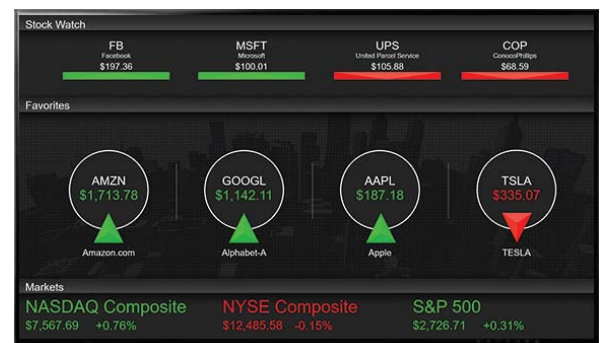 Stock Watch
FB
Facebook
$197.36
MSFT
Microsoft
$100.01
UPS
United Parcel Service
$105.88
COP
ConocoPhillips
$68.59
Favorites
AMZN
$1,713.78
Amazon.com
GOOGL
$1,142.11
Alphabet-A
AAPL
$187.18
Apple
TSLA
$335.07
TESLA
Markets
NASDAQ Composite
$7,567.69 +0.76%
NYSE Composite
$12,485.58 -0.15%
S&P 500
$2,726.71 +0.31%